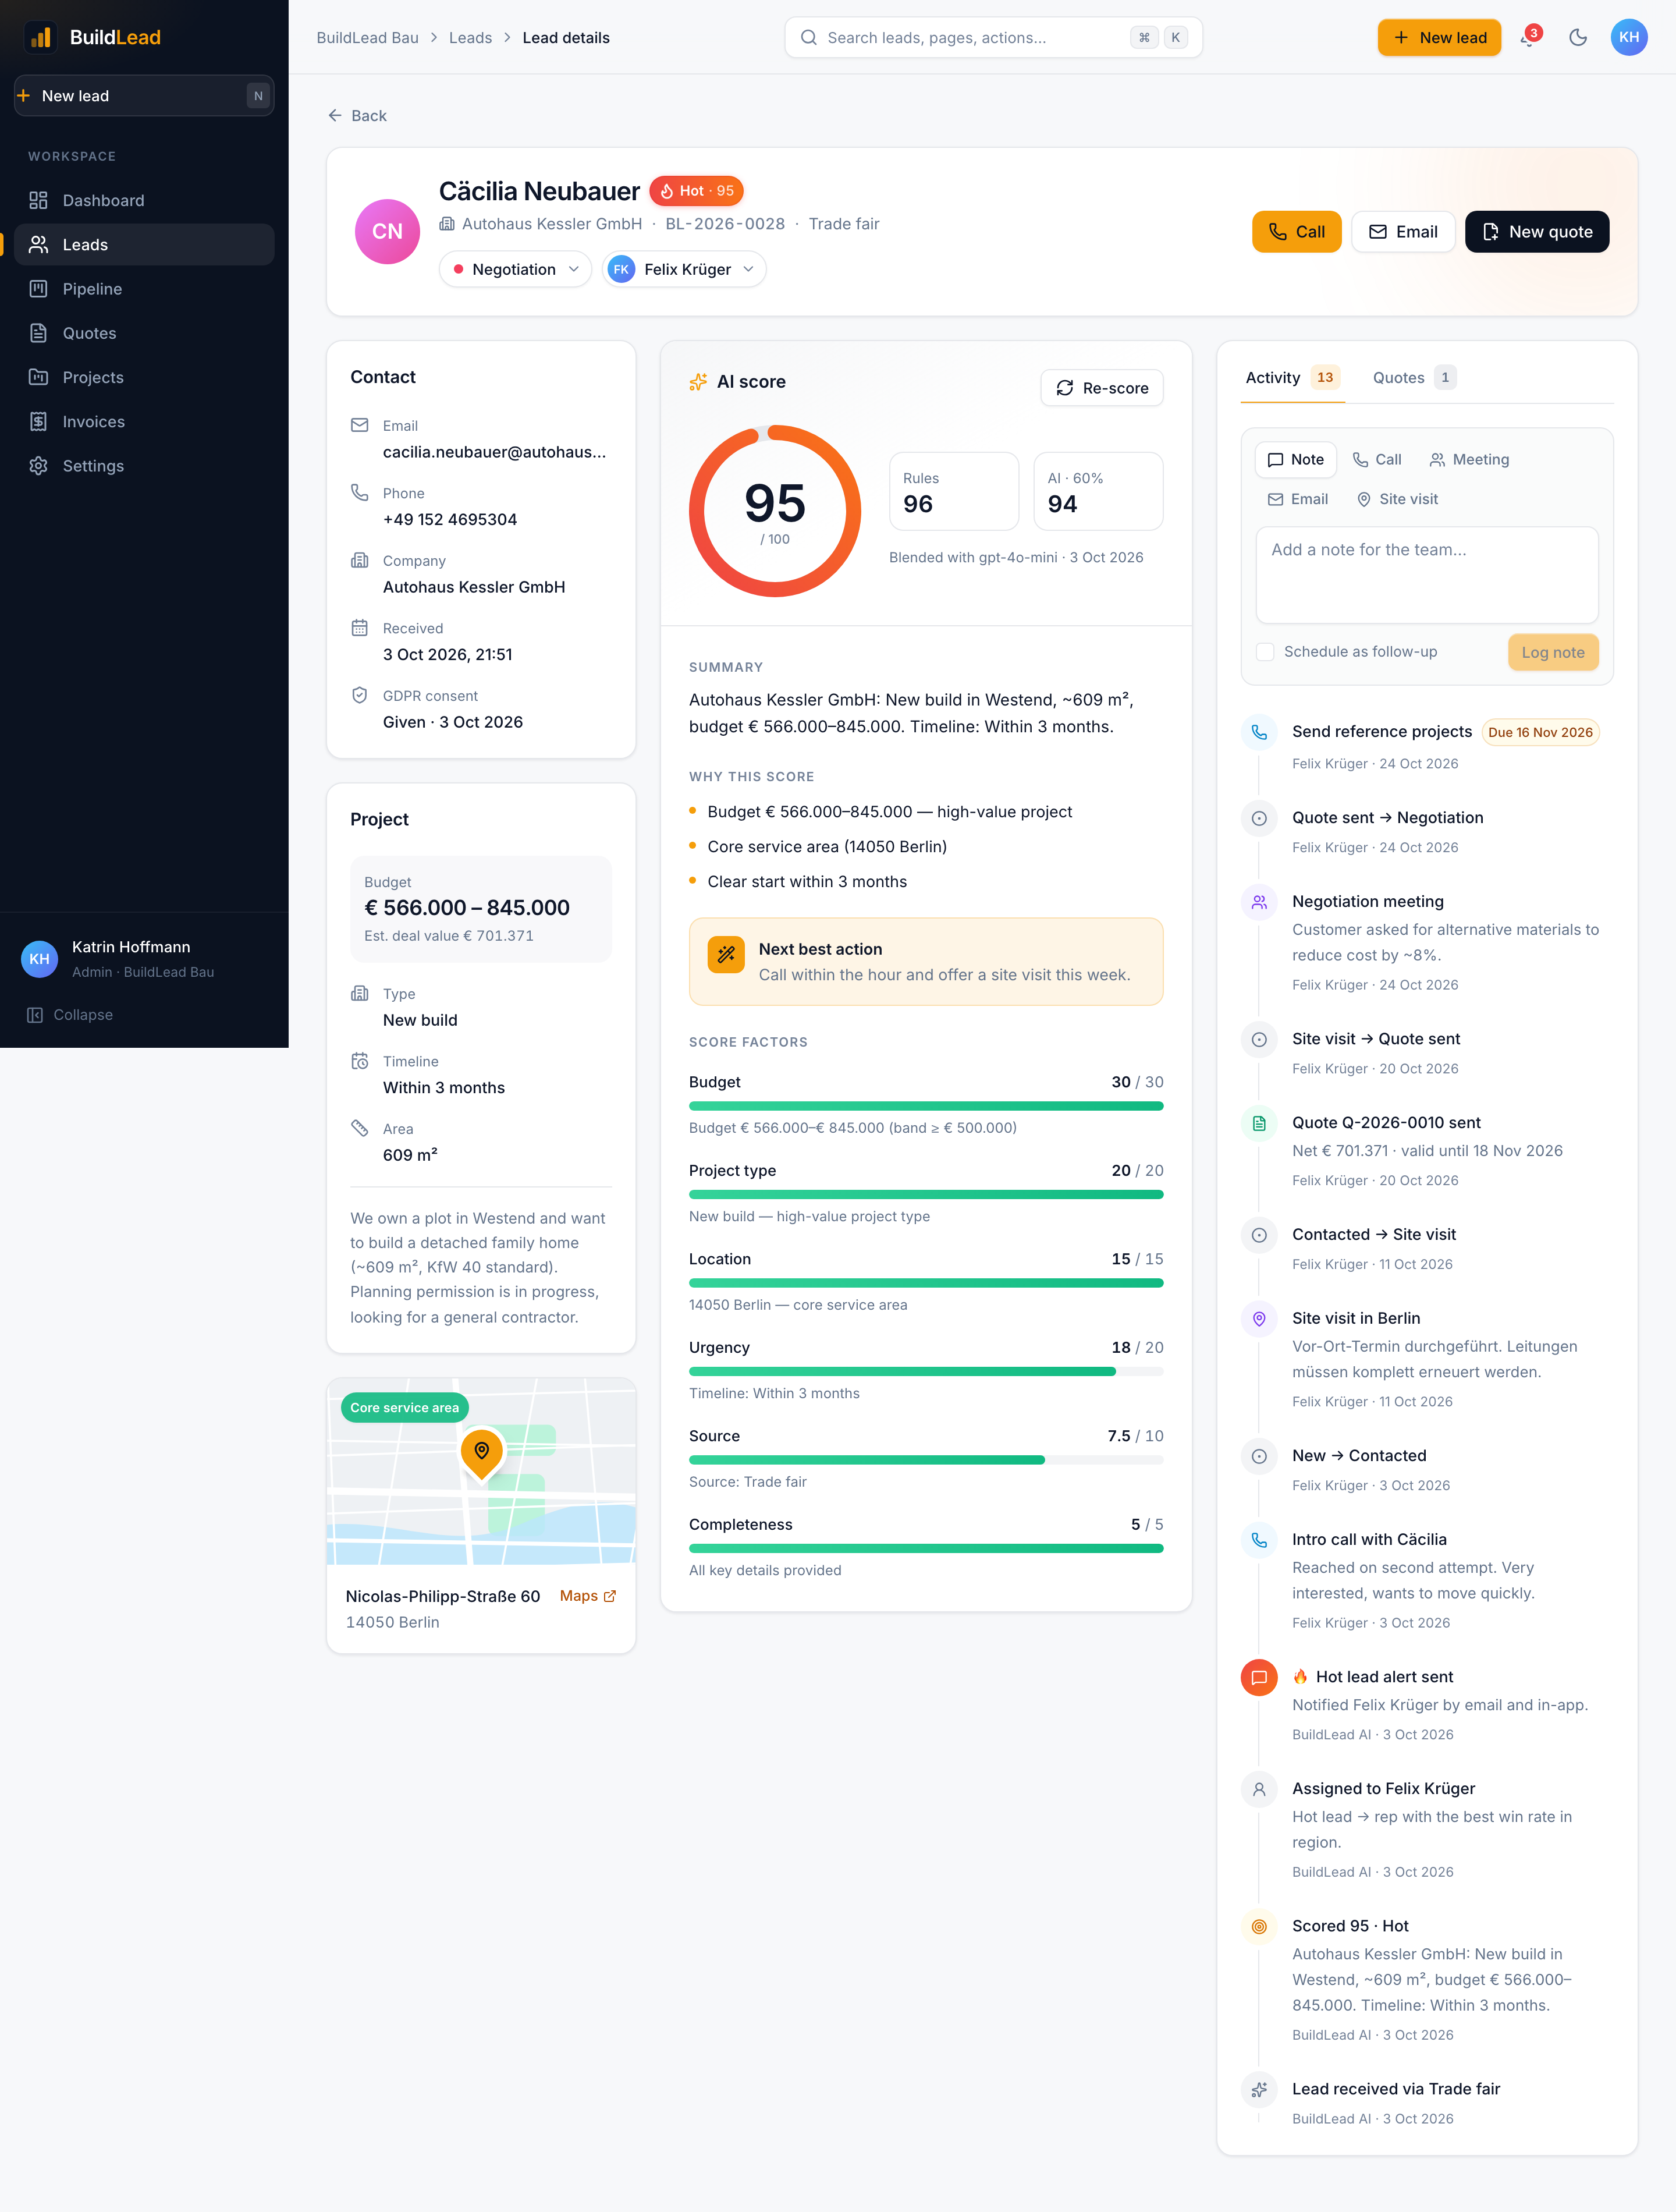 BuildLead
New lead
N
WORKSPACE
Dashboard
Leads
Pipeline
Quotes
Projects
Invoices
Settings
KH
Katrin Hoffmann
Admin · BuildLead Bau
Collapse
BuildLead Bau > Leads > Lead details
Search leads, pages, actions...
⌘ K
New lead
3
KH
Back
CN
Cäcilia Neubauer
Hot · 95
Autohaus Kessler GmbH · BL-2026-0028 · Trade fair
Negotiation
FK
Felix Krüger
Call
Email
New quote
Contact
Email
cacilia.neubauer@autohaus...
Phone
+49 152 4695304
Company
Autohaus Kessler GmbH
Received
3 Oct 2026, 21:51
GDPR consent
Given · 3 Oct 2026
Project
Budget
€ 566.000 – 845.000
Est. deal value € 701.371
Type
New build
Timeline
Within 3 months
Area
609 m²
We own a plot in Westend and want
to build a detached family home
(~609 m², KfW 40 standard).
Planning permission is in progress,
looking for a general contractor.
Core service area
Nicolas-Philipp-Straße 60
Maps
14050 Berlin
AI score
Re-score
95
/ 100
Rules
96
AI · 60%
94
Blended with gpt-4o-mini · 3 Oct 2026
SUMMARY
Autohaus Kessler GmbH: New build in Westend, ~609 m²,
budget € 566.000–845.000. Timeline: Within 3 months.
WHY THIS SCORE
Budget € 566.000–845.000 — high-value project
Core service area (14050 Berlin)
Clear start within 3 months
Next best action
Call within the hour and offer a site visit this week.
SCORE FACTORS
Budget 30 / 30
Budget € 566.000–€ 845.000 (band ≥ € 500.000)
Project type 20 / 20
New build — high-value project type
Location 15 / 15
14050 Berlin — core service area
Urgency 18 / 20
Timeline: Within 3 months
Source 7.5 / 10
Source: Trade fair
Completeness 5 / 5
All key details provided
Activity 13
Quotes 1
Note
Call
Meeting
Email
Site visit
Add a note for the team...
Schedule as follow-up
Log note
Send reference projects
Due 16 Nov 2026
Felix Krüger · 24 Oct 2026
Quote sent → Negotiation
Felix Krüger · 24 Oct 2026
Negotiation meeting
Customer asked for alternative materials to
reduce cost by ~8%.
Felix Krüger · 24 Oct 2026
Site visit → Quote sent
Felix Krüger · 20 Oct 2026
Quote Q-2026-0010 sent
Net € 701.371 · valid until 18 Nov 2026
Felix Krüger · 20 Oct 2026
Contacted → Site visit
Felix Krüger · 11 Oct 2026
Site visit in Berlin
Vor-Ort-Termin durchgeführt. Leitungen
müssen komplett erneuert werden.
Felix Krüger · 11 Oct 2026
New → Contacted
Felix Krüger · 3 Oct 2026
Intro call with Cäcilia
Reached on second attempt. Very
interested, wants to move quickly.
Felix Krüger · 3 Oct 2026
🔥 Hot lead alert sent
Notified Felix Krüger by email and in-app.
BuildLead AI · 3 Oct 2026
Assigned to Felix Krüger
Hot lead → rep with the best win rate in
region.
BuildLead AI · 3 Oct 2026
Scored 95 · Hot
Autohaus Kessler GmbH: New build in
Westend, ~609 m², budget € 566.000–
845.000. Timeline: Within 3 months.
BuildLead AI · 3 Oct 2026
Lead received via Trade fair
BuildLead AI · 3 Oct 2026